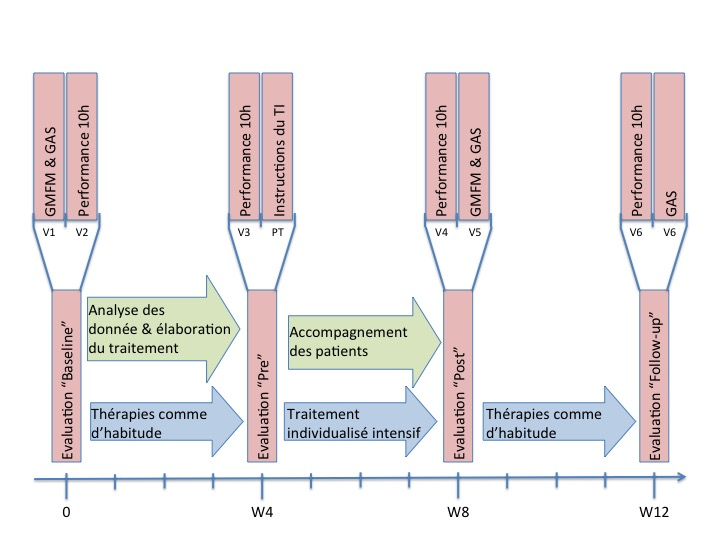 GMFM & GAS
Performance 10h
Performance 10h
Instructions du TI
Performance 10h
GMFM & GAS
Performance 10h
GAS
V1
V2
V3
PT
V4
V5
V6
V6
Evaluation “Baseline”
Analyse des
donnée & élaboration
du traitement
Thérapies comme
d’habitude
Evaluation “Pre”
Accompagnement
des patients
Traitement
individualisé intensif
Evaluation “Post”
Thérapies comme
d’habitude
Evaluation “Follow-up”
0
W4
W8
W12